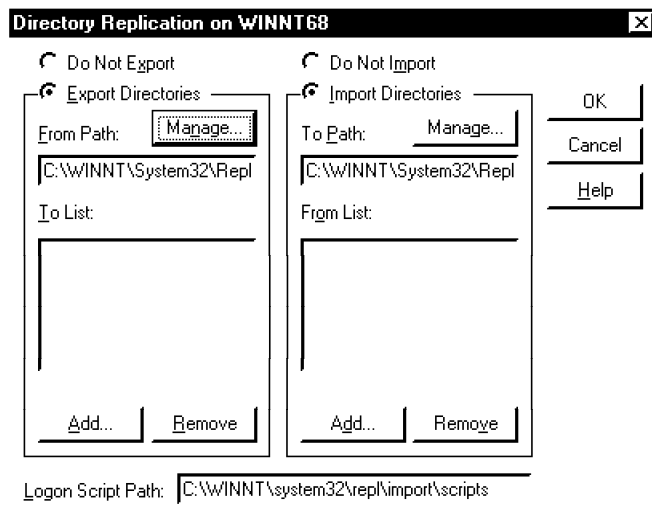 Directory Replication on WINNT68
Do Not Export
Do Not Import
Export Directories
Import Directories
OK
From Path:
Manage...
To Path:
Manage...
Cancel
C:\WINNT\System32\Repl
C:\WINNT\System32\Repl
Help
To List:
From List:
Add...
Remove
Add...
Remove
Logon Script Path:
C:\WINNT\system32\repl\import\scripts